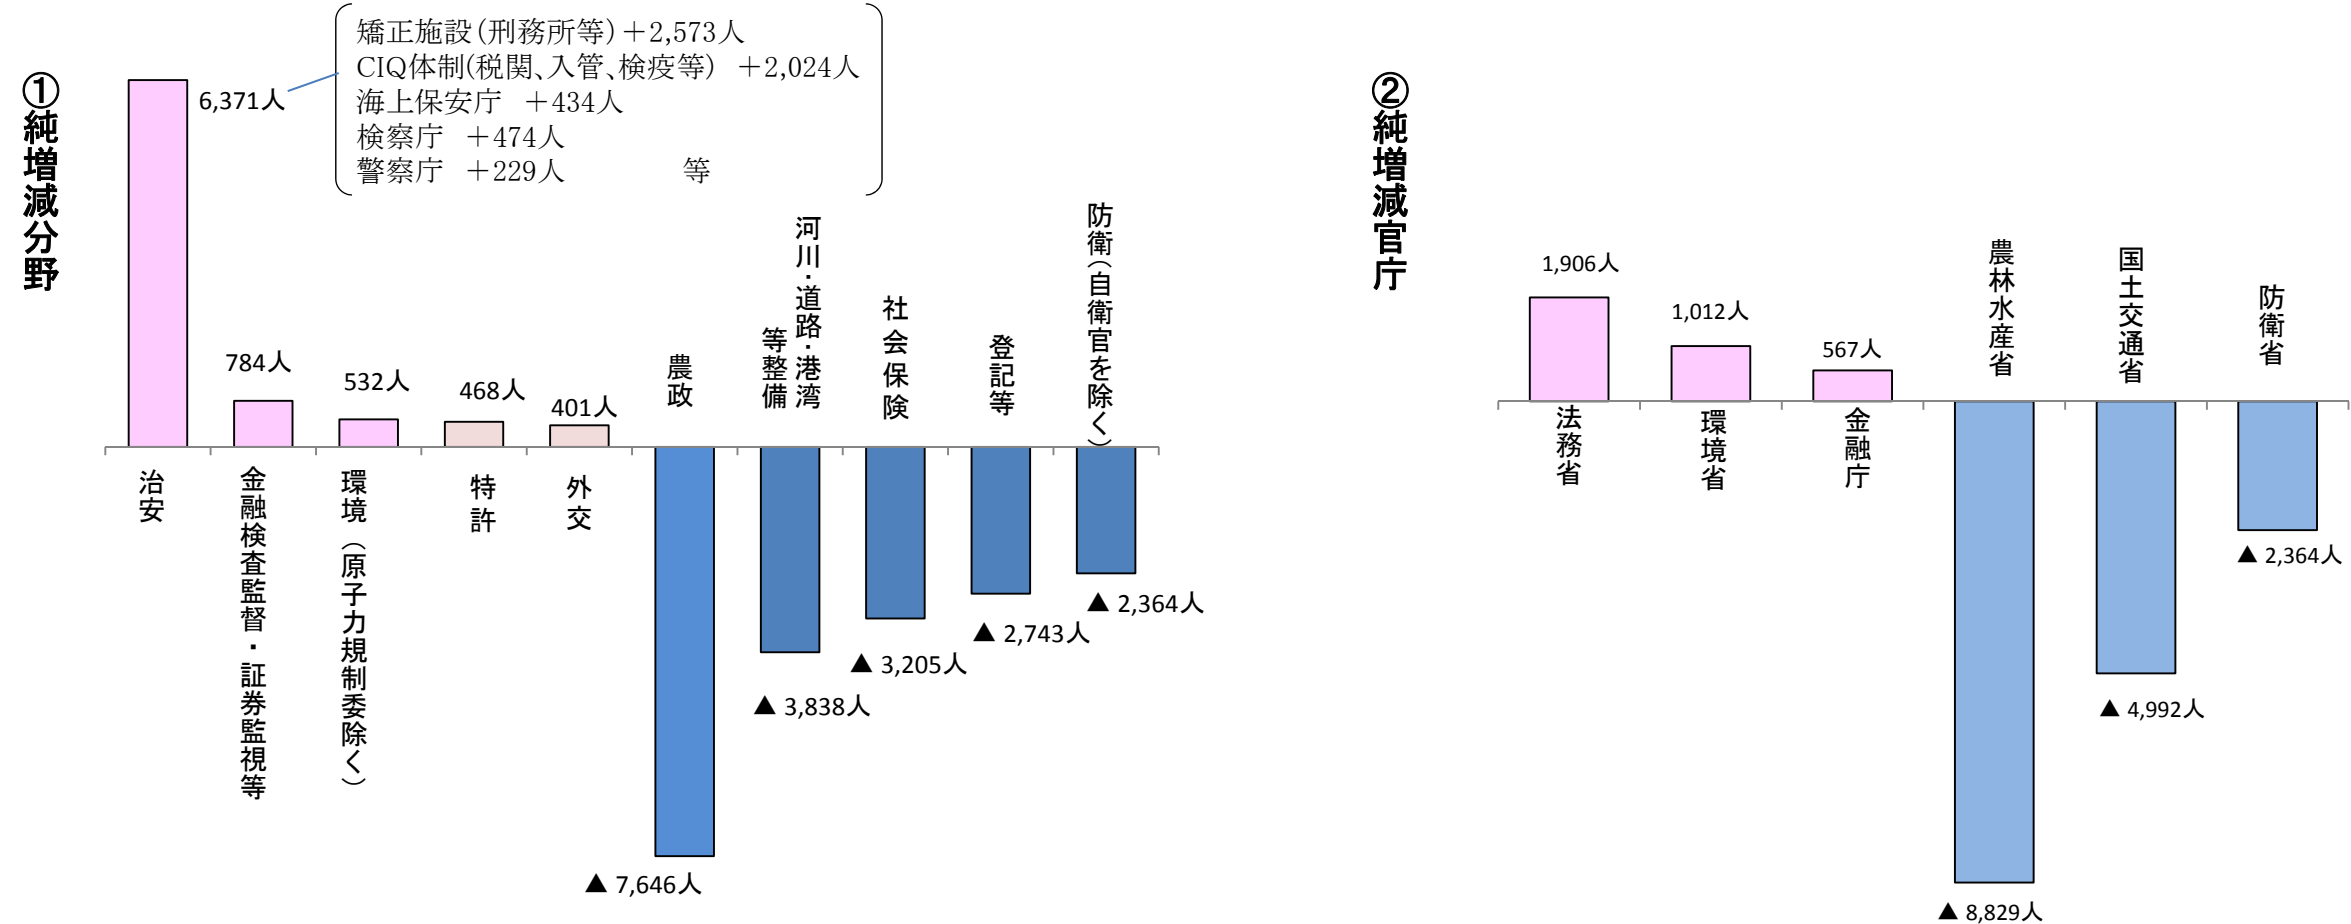 ①純増減分野
6,371人
矯正施設(刑務所等)＋2,573人
CIQ体制(税関、入管、検疫等)　＋2,024人
海上保安庁　＋434人
検察庁　＋474人
警察庁　＋229人　　　　等
784人
532人
468人
401人
治安
金融検査監督・証券監視等
環境（原子力規制委除く）
特許
外交
農政
河川・道路・港湾
等整備
社会保険
登記等
防衛（自衛官を除く）
▲ 7,646人
▲ 3,838人
▲ 3,205人
▲ 2,743人
▲ 2,364人
②純増減官庁
1,906人
1,012人
567人
法務省
環境省
金融庁
農林水産省
国土交通省
防衛省
▲ 8,829人
▲ 4,992人
▲ 2,364人